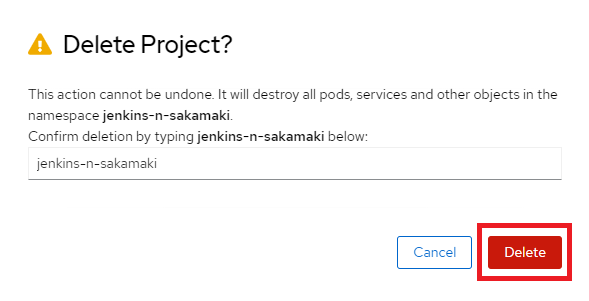 Delete Project?
This action cannot be undone. It will destroy all pods, services and other objects in the
namespace jenkins-n-sakamaki.
Confirm deletion by typing jenkins-n-sakamaki below:
jenkins-n-sakamaki
Cancel Delete